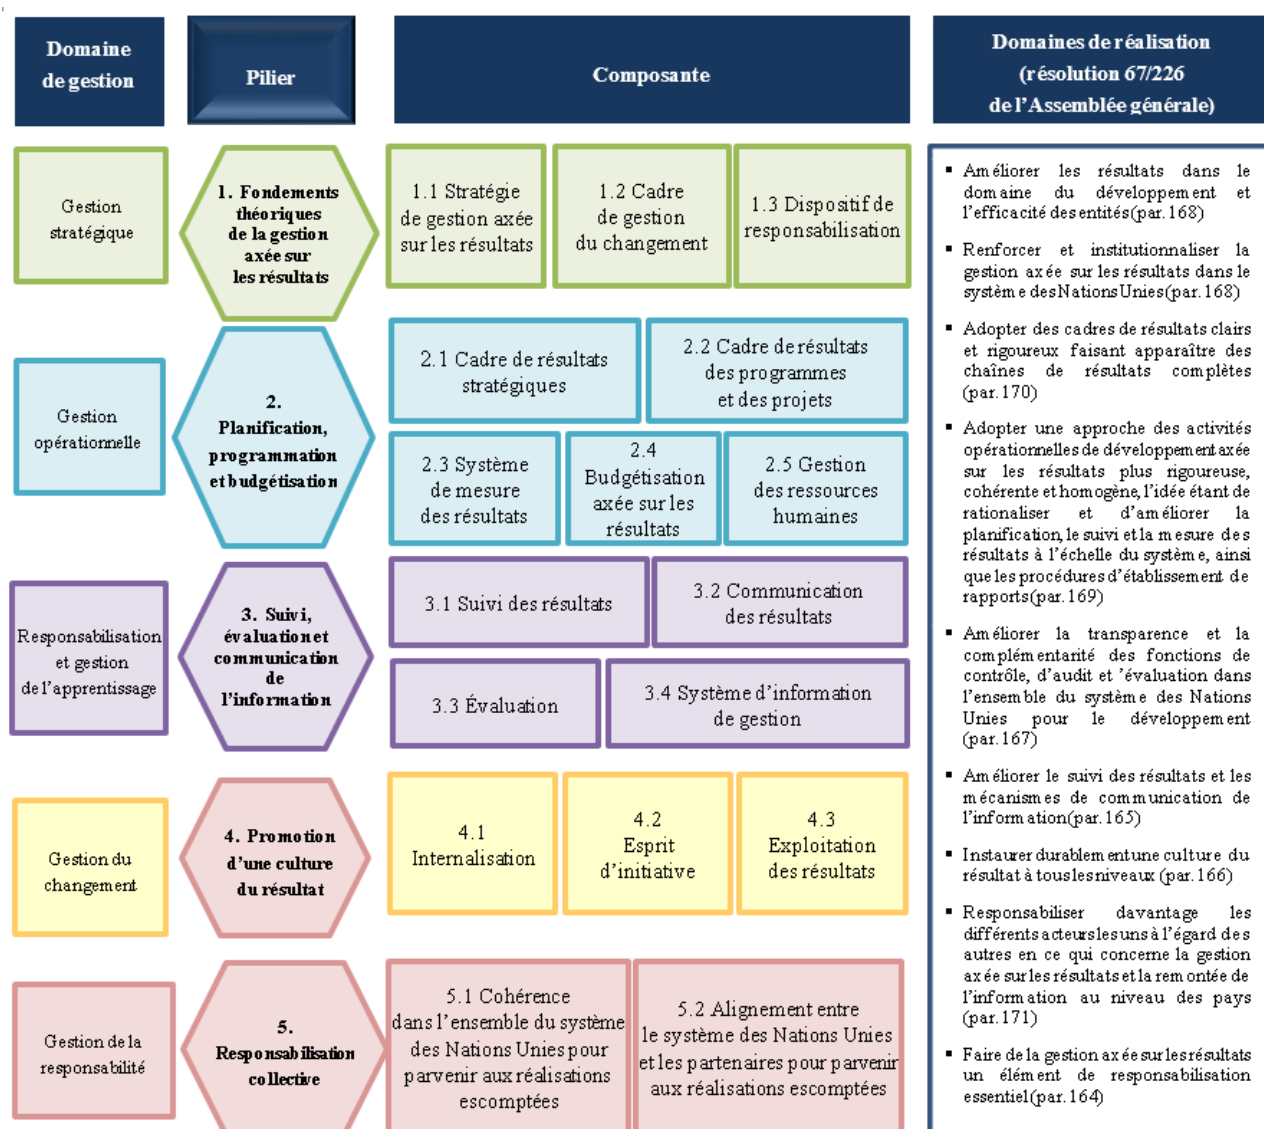 Domaine
de gestion
Pilier
Composante
Domaines de réalisation
(résolution 67/226
de l’Assemblée générale)
Gestion
stratégique
1. Fondements
théoriques
de la gestion
axée sur
les résultats
1.1 Stratégie
de gestion axée
sur les résultats
1.2 Cadre
de gestion
du changement
1.3 Dispositif de
responsabilisation
Gestion
opérationnelle
2.
Planification,
programmation
et budgétisation
2.1 Cadre de résultats
stratégiques
2.2 Cadre de résultats
des programmes
et des projets
2.3 Système
de mesure
des résultats
2.4
Budgétisation
axée sur les
résultats
2.5 Gestion
des ressources
humaines
Responsabilisation
et gestion
de l’apprentissage
3. Suivi,
évaluation et
communication
de
l’information
3.1 Suivi des résultats
3.2 Communication
des résultats
3.3 Évaluation
3.4 Système d’information
de gestion
Gestion du
changement
4. Promotion
d’une culture
du résultat
4.1
Internalisation
4.2
Esprit
d’initiative
4.3
Exploitation
des résultats
Gestion de la
responsabilité
5.
Responsabilisation
collective
5.1 Cohérence
dans l’ensemble du système
des Nations Unies pour
parvenir aux réalisations
escomptées
5.2 Alignement entre
le système des Nations Unies
et les partenaires pour parvenir
aux réalisations escomptées
▪ Améliorer les résultats dans le
domaine du développement et
l’efficacité des entités (par. 168)
▪ Renforcer et institutionnaliser la
gestion axée sur les résultats dans le
système des Nations Unies (par. 168)
▪ Adopter des cadres de résultats clairs
et rigoureux faisant apparaître des
chaînes de résultats complètes
(par. 170)
▪ Adopter une approche des activités
opérationnelles de développement axée
sur les résultats plus rigoureuse,
cohérente et homogène, l’idée étant de
rationaliser et d’améliorer la
planification, le suivi et la mesure des
résultats à l’échelle du système, ainsi
que les procédures d’établissement de
rapports (par. 169)
▪ Améliorer la transparence et la
complémentarité des fonctions de
contrôle, d’audit et ’évaluation dans
l’ensemble du système des Nations
Unies pour le développement
(par. 167)
▪ Améliorer le suivi des résultats et les
mécanismes de communication de
l’information (par. 165)
▪ Instaurer durablement une culture du
résultat à tous les niveaux (par. 166)
▪ Responsabiliser davantage les
différents acteurs les uns à l’égard des
autres en ce qui concerne la gestion
axée sur les résultats et la remontée de
l’information au niveau des pays
(par. 171)
▪ Faire de la gestion axée sur les résultats
un élément de responsabilisation
essentiel (par. 164)